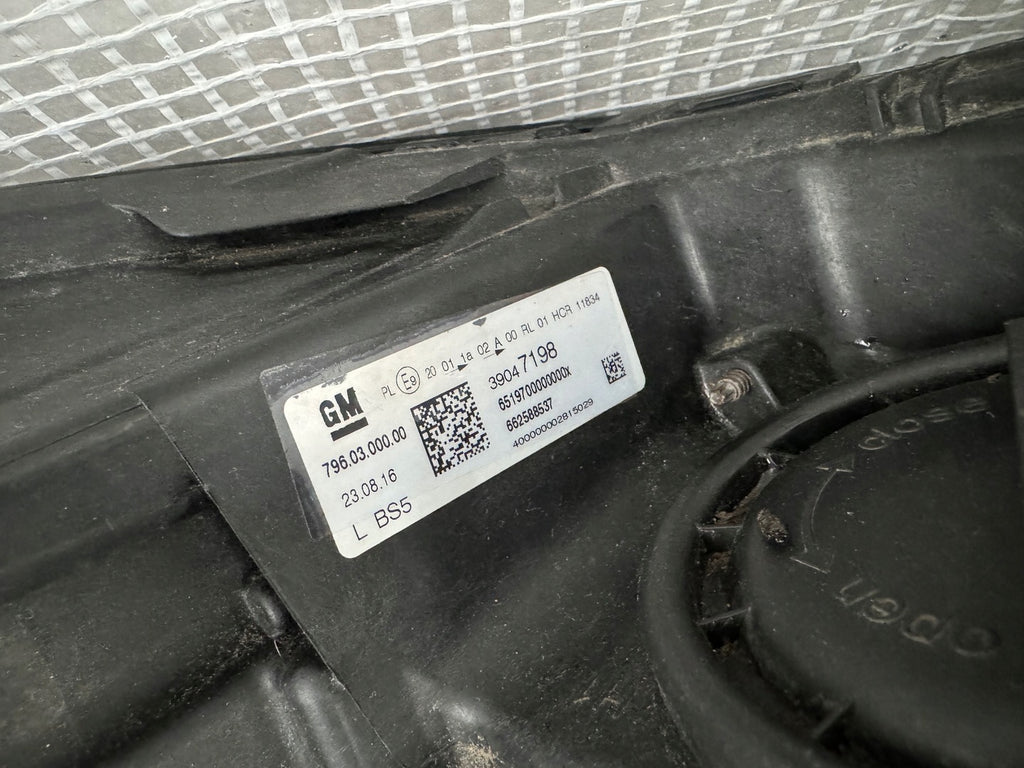 PL E9 20 01 1a 02 A 00 RL 01 HCR 11834
GM
39047198
796.03.000.00
651970000000X
23.08.16
662588537
L BS5
400000002815029
close
open